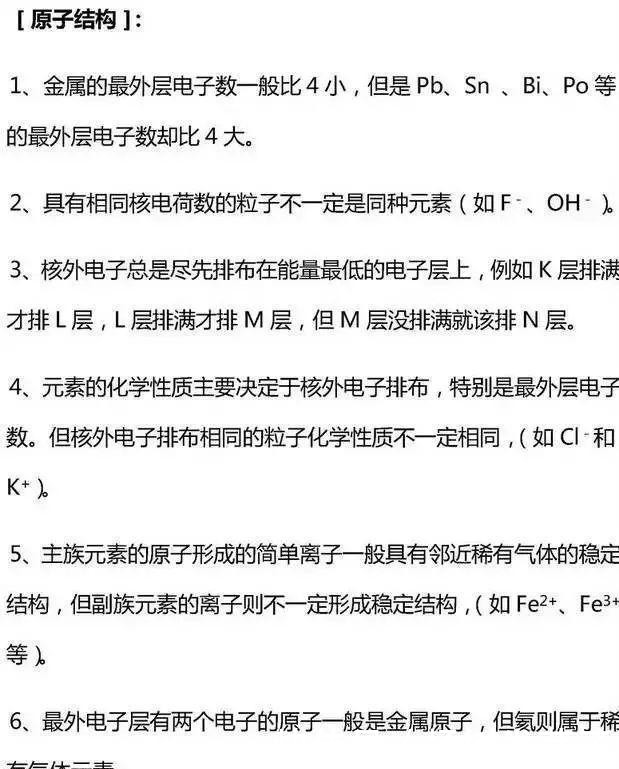 [ 原子结构 ]：
1、金属的最外层电子数一般比 4 小，但是 Pb、Sn 、Bi、Po 等
的最外层电子数却比 4 大。
2、具有相同核电荷数的粒子不一定是同种元素（如 F⁻、OH⁻ ）。
3、核外电子总是尽先排布在能量最低的电子层上，例如 K 层排满
才排 L 层，L 层排满才排 M 层，但 M 层没排满就该排 N 层。
4、元素的化学性质主要决定于核外电子排布，特别是最外层电子
数。但核外电子排布相同的粒子化学性质不一定相同，（如 Cl⁻和
K⁺ ）。
5、主族元素的原子形成的简单离子一般具有邻近稀有气体的稳定
结构，但副族元素的离子则不一定形成稳定结构，（如 Fe²⁺、Fe³⁺
等 ）。
6、最外电子层有两个电子的原子一般是金属原子，但氦则属于稀
有气体元素